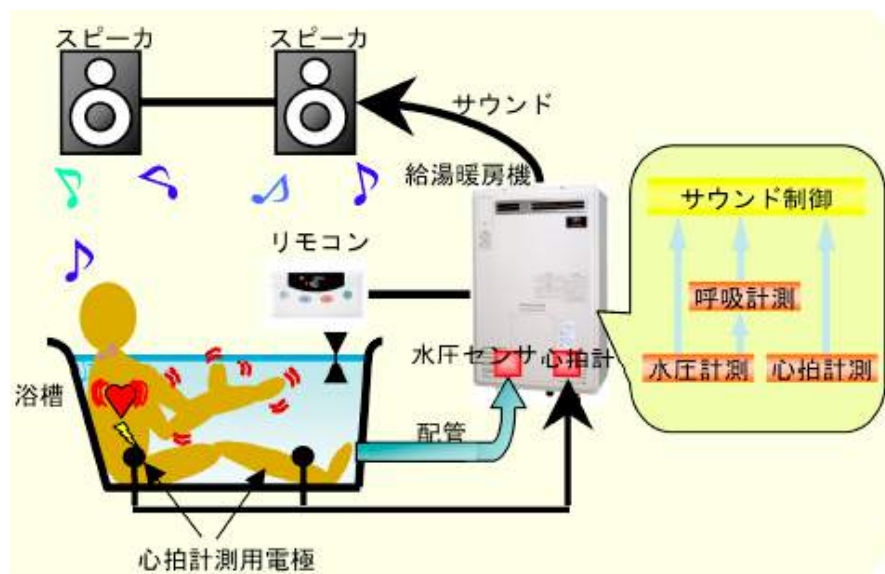 スピーカ
スピーカ
サウンド
給湯暖房機
サウンド制御
リモコン
呼吸計測
水圧センサ
心拍計
水圧計測
心拍計測
浴槽
配管
心拍計測用電極